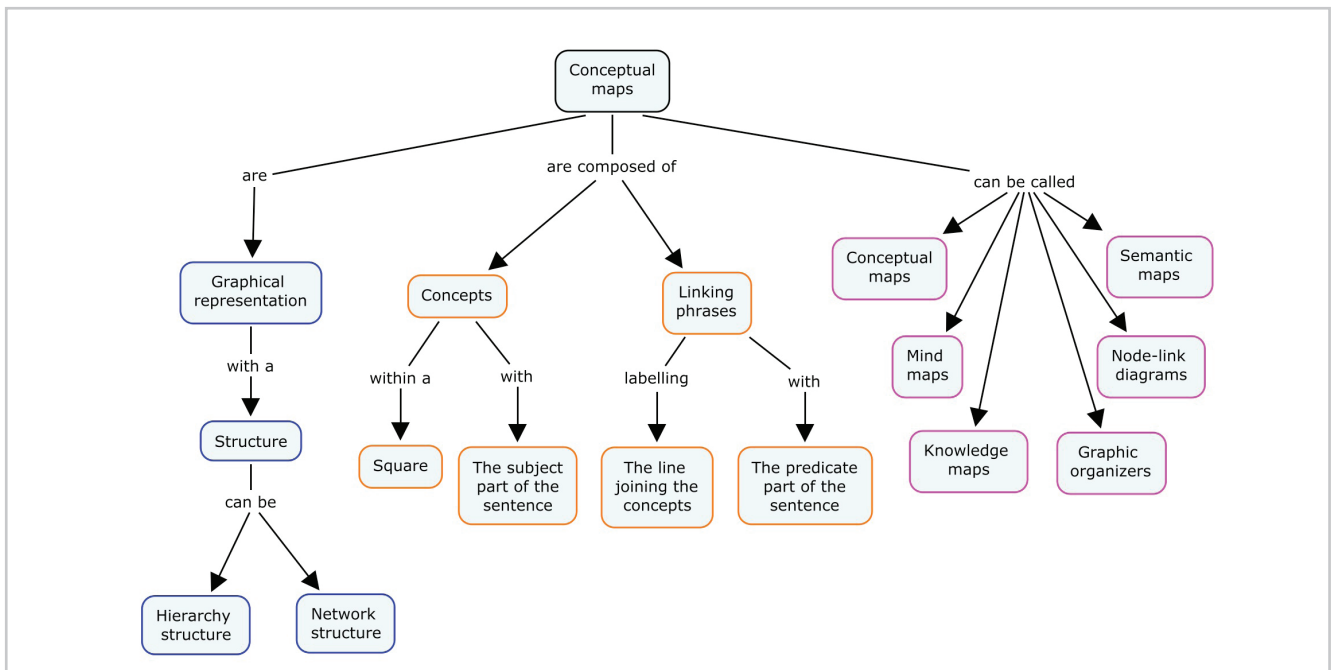 Conceptual
maps
are
are composed of
can be called
Graphical
representation
with a
Structure
can be
Hierarchy
structure
Network
structure
Concepts
within a
Square
with
The subject
part of the
sentence
Linking
phrases
labelling
The line
joining the
concepts
with
The predicate
part of the
sentence
Conceptual
maps
Mind
maps
Knowledge
maps
Graphic
organizers
Node-link
diagrams
Semantic
maps